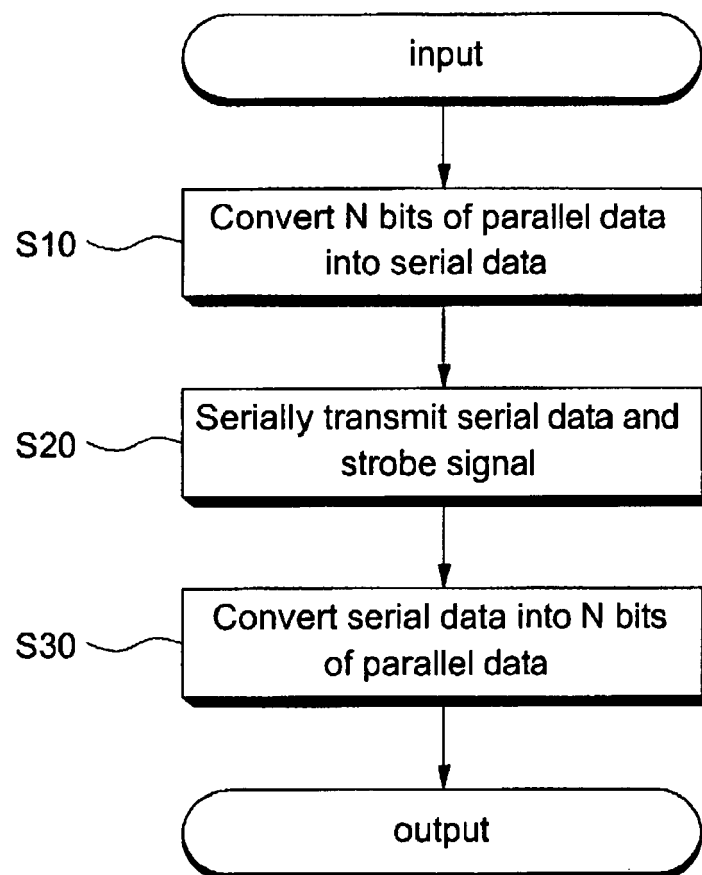 input
S10
Convert N bits of parallel data
into serial data
S20
Serially transmit serial data and
strobe signal
S30
Convert serial data into N bits
of parallel data
output